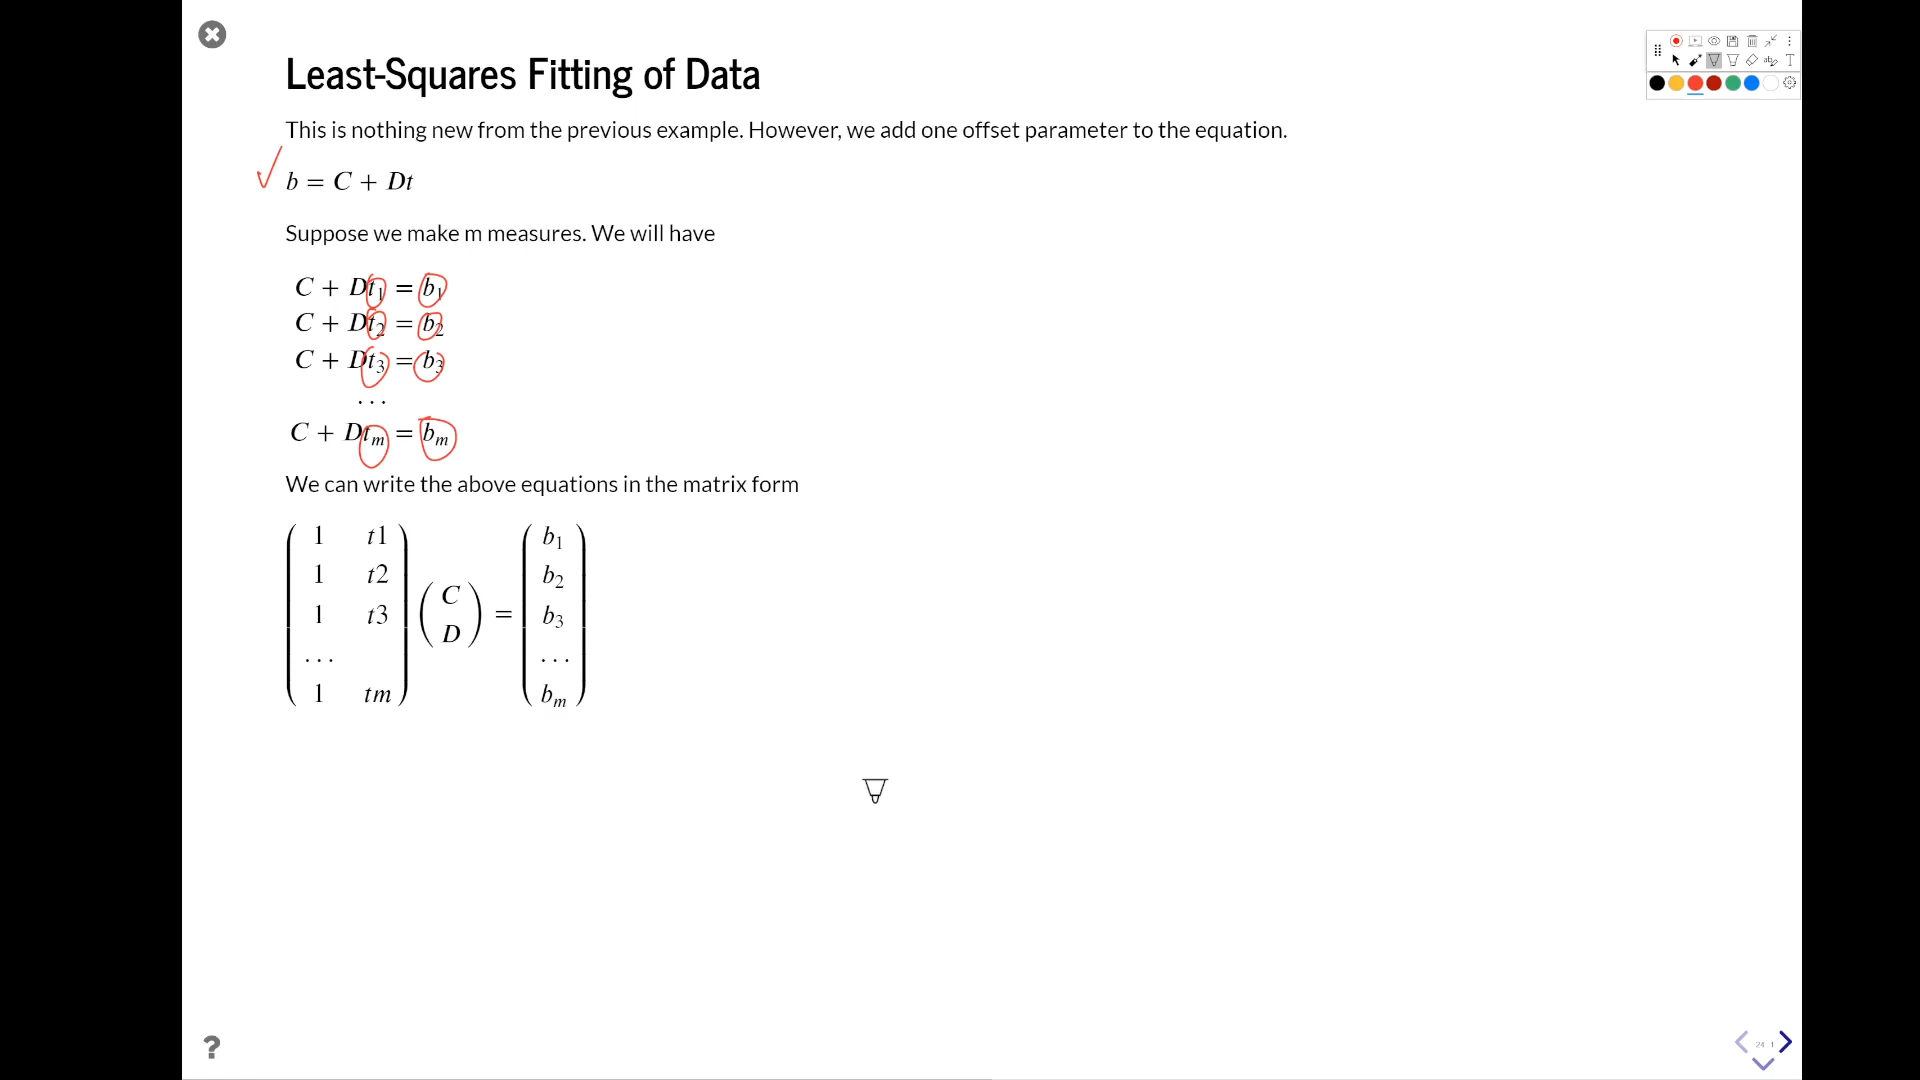 Least-Squares Fitting of Data
This is nothing new from the previous example. However, we add one offset parameter to the equation.
b = C + Dt
Suppose we make m measures. We will have
C + Dt₁ = b₁
C + Dt₂ = b₂
C + Dt₃ = b₃
...
C + Dtₘ = bₘ
We can write the above equations in the matrix form
( 1 t1 ) ( b₁ )
( 1 t2 ) ( b₂ )
( 1 t3 ) ( C D ) = ( b₃ )
( ... ) ( ... )
( 1 tm ) ( bₘ )
?
24 1